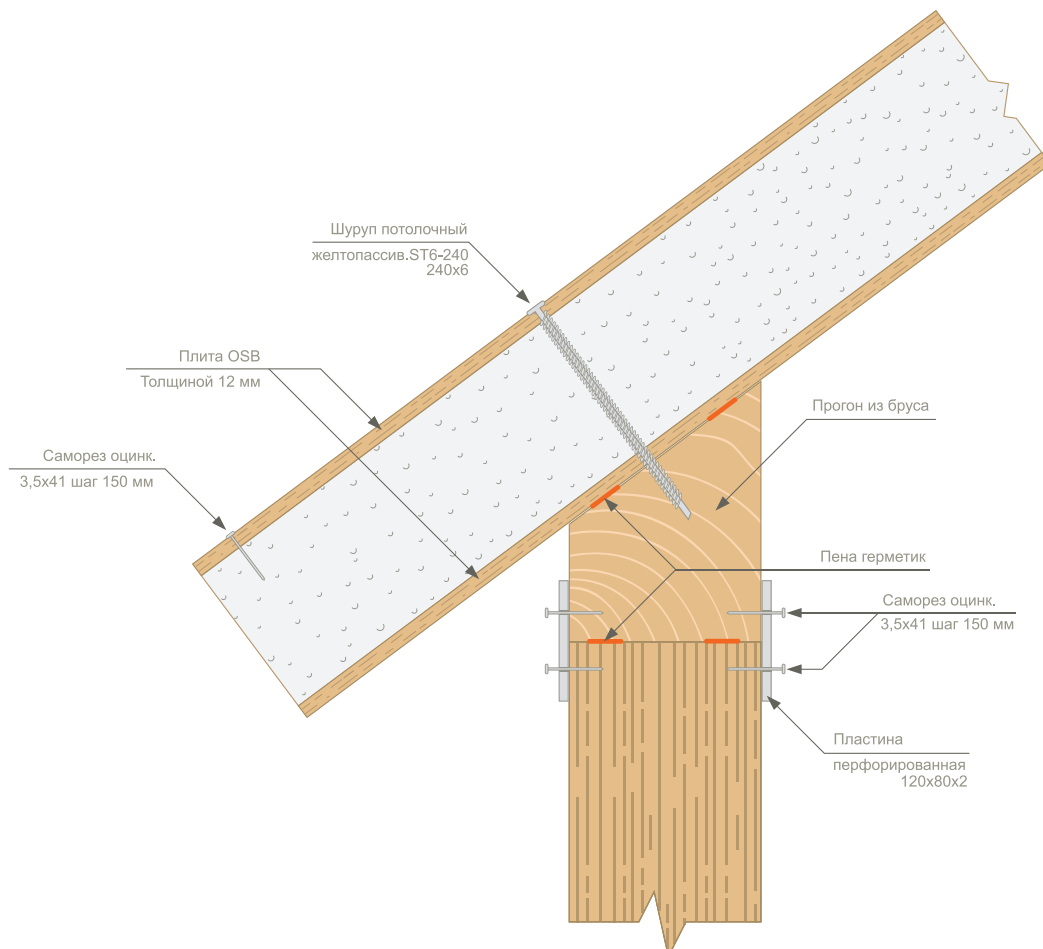 Шуруп потолочный
желтопассив.ST6-240
240х6
Плита OSB
Толщиной 12 мм
Прогон из бруса
Саморез оцинк.
3,5х41 шаг 150 мм
Пена герметик
Саморез оцинк.
3,5х41 шаг 150 мм
Пластина
перфорированная
120х80х2